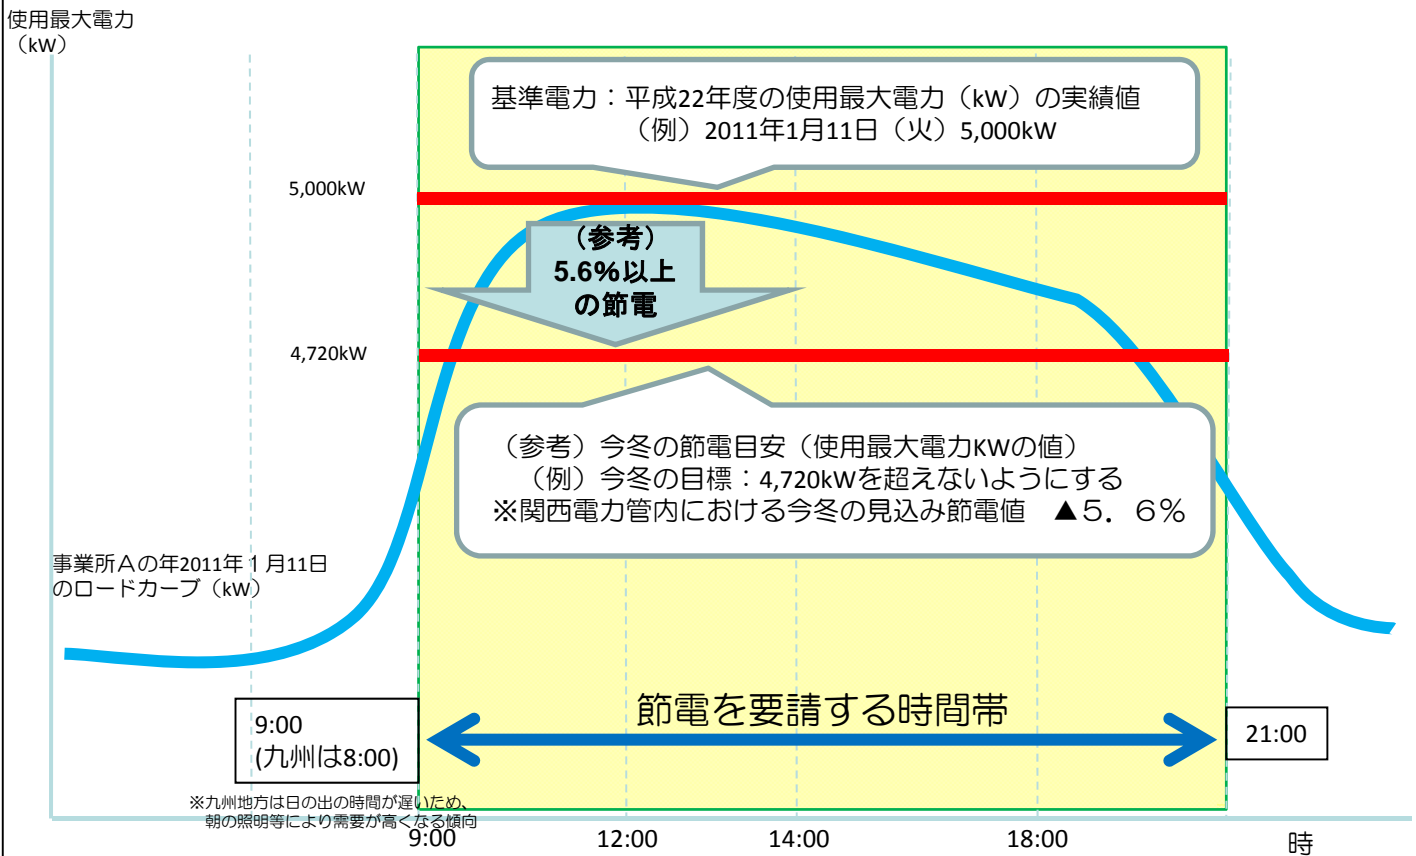 使用最大電力
（kW）
基準電力：平成22年度の使用最大電力（kW）の実績値
（例）2011年1月11日（火）5,000kW
5,000kW
（参考）
5.6%以上
の節電
4,720kW
（参考）今冬の節電目安（使用最大電力KWの値）
（例）今冬の目標：4,720kWを超えないようにする
※関西電力管内における今冬の見込み節電値　▲５．６％
事業所Ａの年2011年１月11日
のロードカーブ（kW）
節電を要請する時間帯
9:00
(九州は8:00)
21:00
※九州地方は日の出の時間が遅いため、
朝の照明等により需要が高くなる傾向
9:00 12:00 14:00 18:00 時